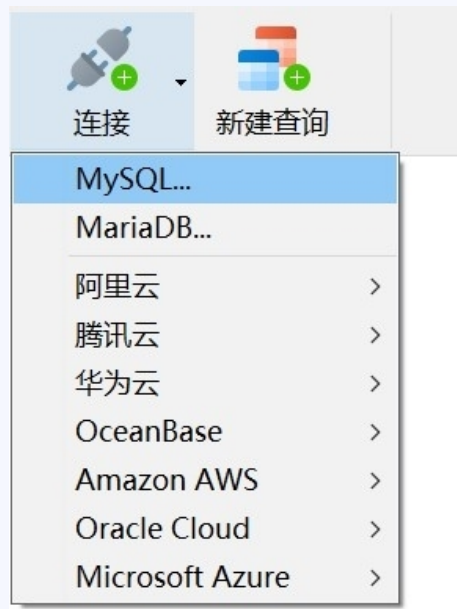 连接
新建查询
MySQL...
MariaDB...
阿里云
腾讯云
华为云
OceanBase
Amazon AWS
Oracle Cloud
Microsoft Azure